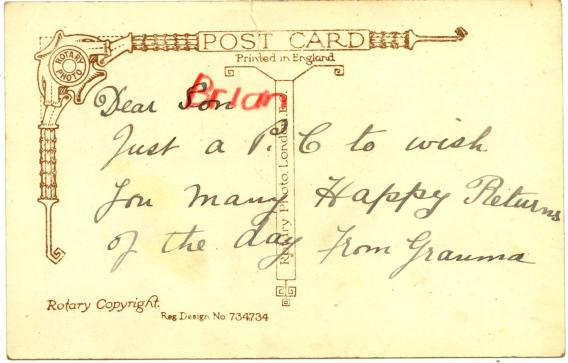 POST CARD
Printed in England
ROTARY PHOTO
Dear Son
Brian
Just a P. C to wish
You many Happy Returns
of the day From Grauma
Rotary Photo, London, E.C.
Rotary Copyright.
Reg Design No 734734